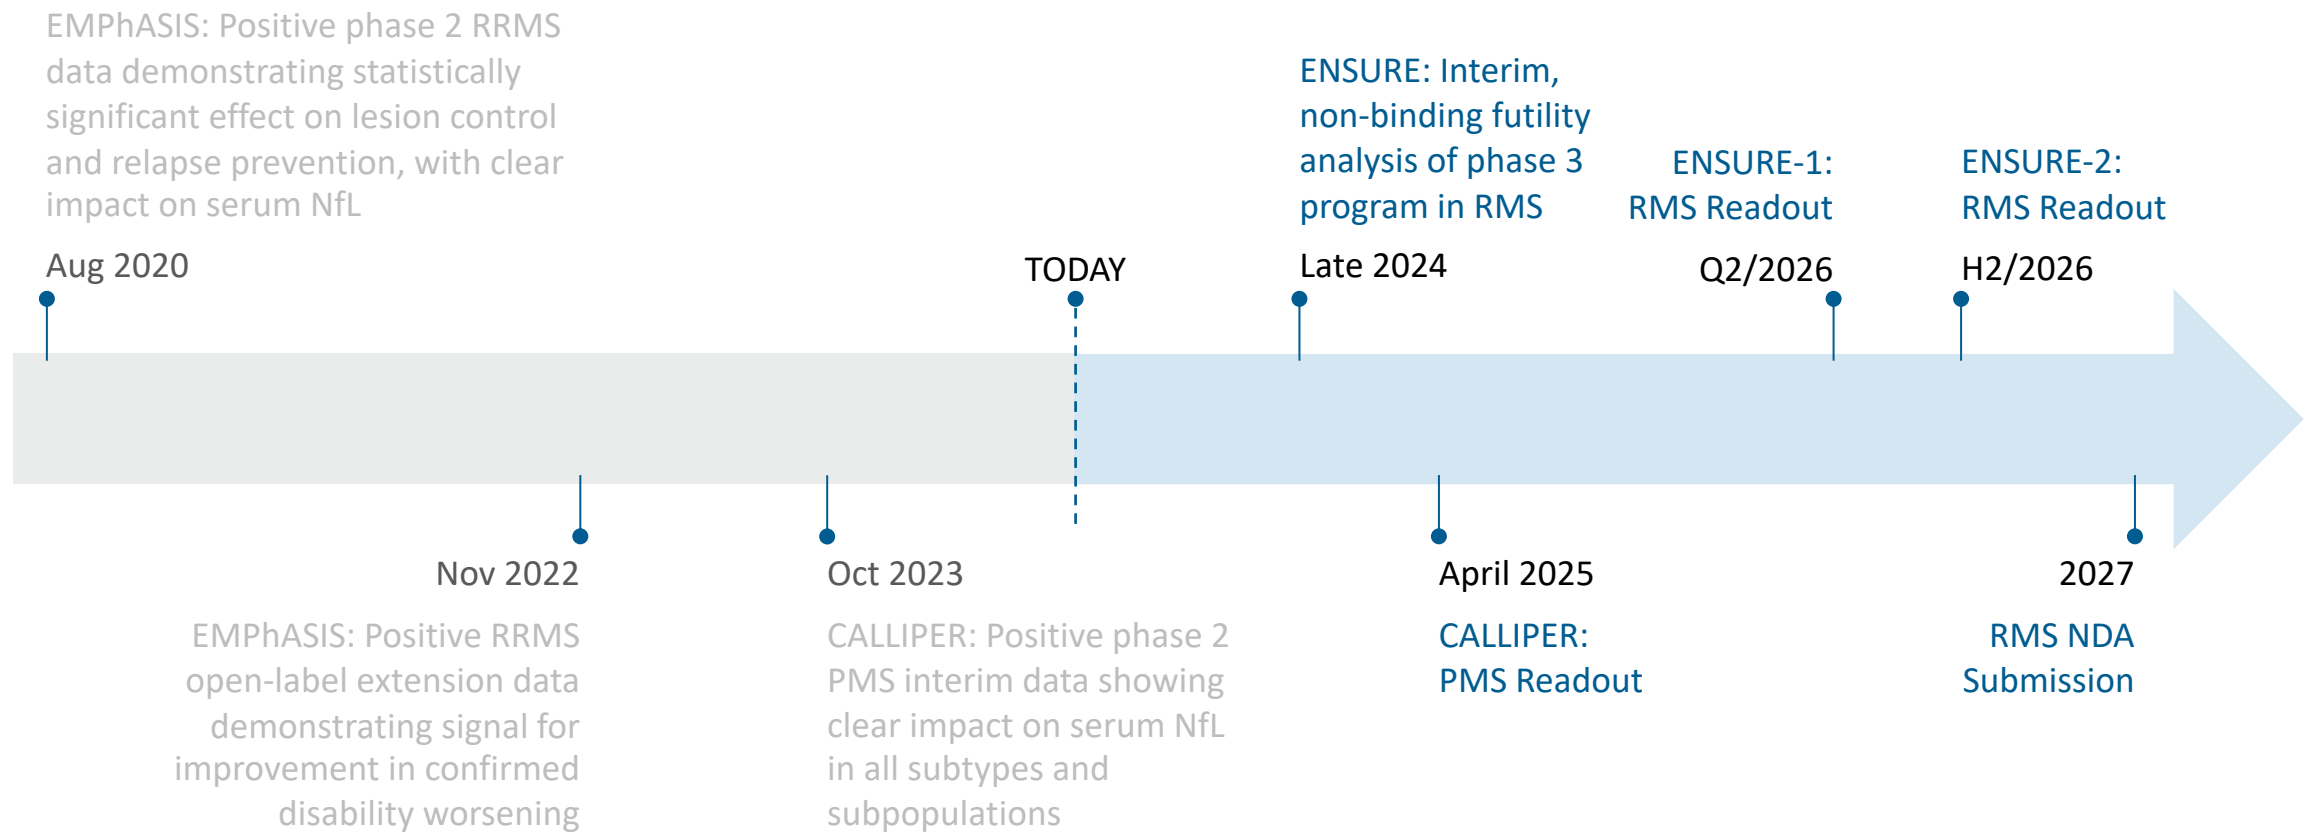 EMPhASIS: Positive phase 2 RRMS
data demonstrating statistically
significant effect on lesion control
and relapse prevention, with clear
impact on serum NfL
Aug 2020
TODAY
ENSURE: Interim,
non-binding futility
analysis of phase 3
program in RMS
Late 2024
ENSURE-1:
RMS Readout
Q2/2026
ENSURE-2:
RMS Readout
H2/2026
Nov 2022
EMPhASIS: Positive RRMS
open-label extension data
demonstrating signal for
improvement in confirmed
disability worsening
Oct 2023
CALLIPER: Positive phase 2
PMS interim data showing
clear impact on serum NfL
in all subtypes and
subpopulations
April 2025
CALLIPER:
PMS Readout
2027
RMS NDA
Submission